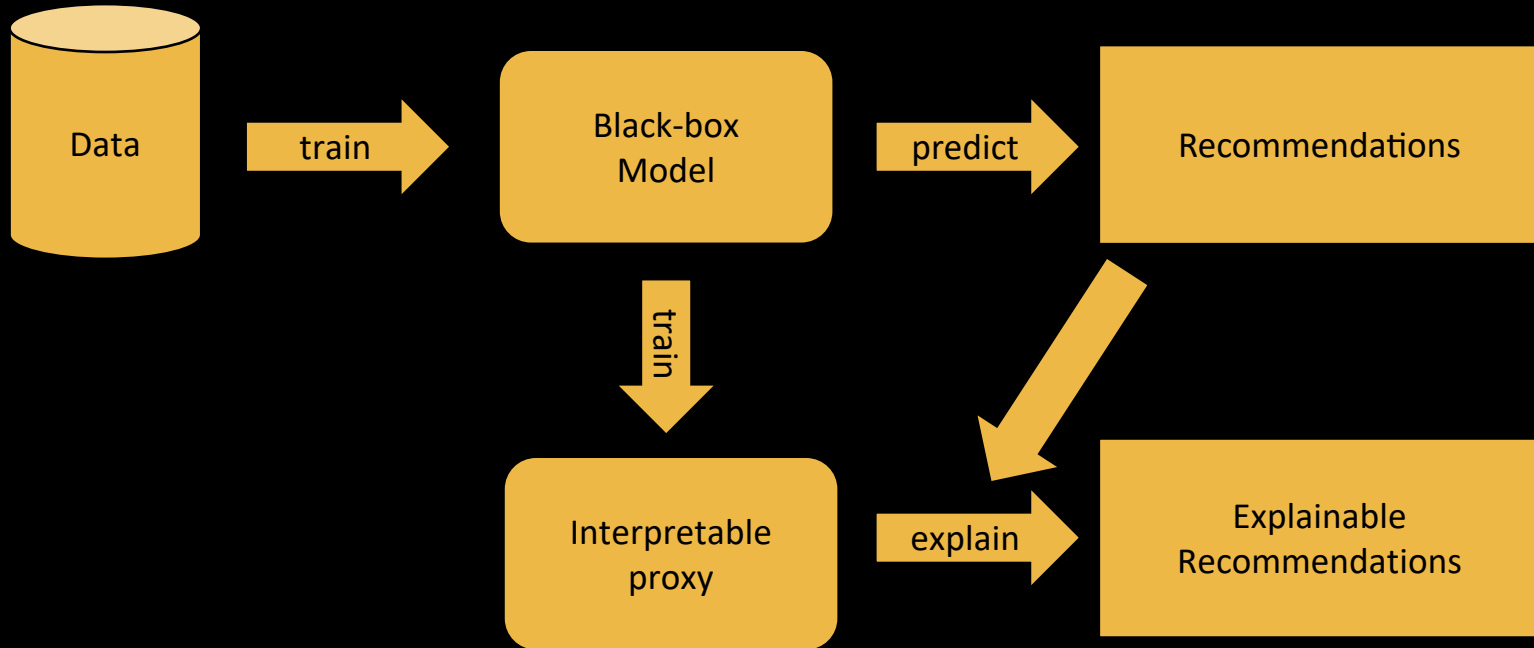 Data
train
Black-box
Model
predict
Recommendations
train
Interpretable
proxy
explain
Explainable
Recommendations